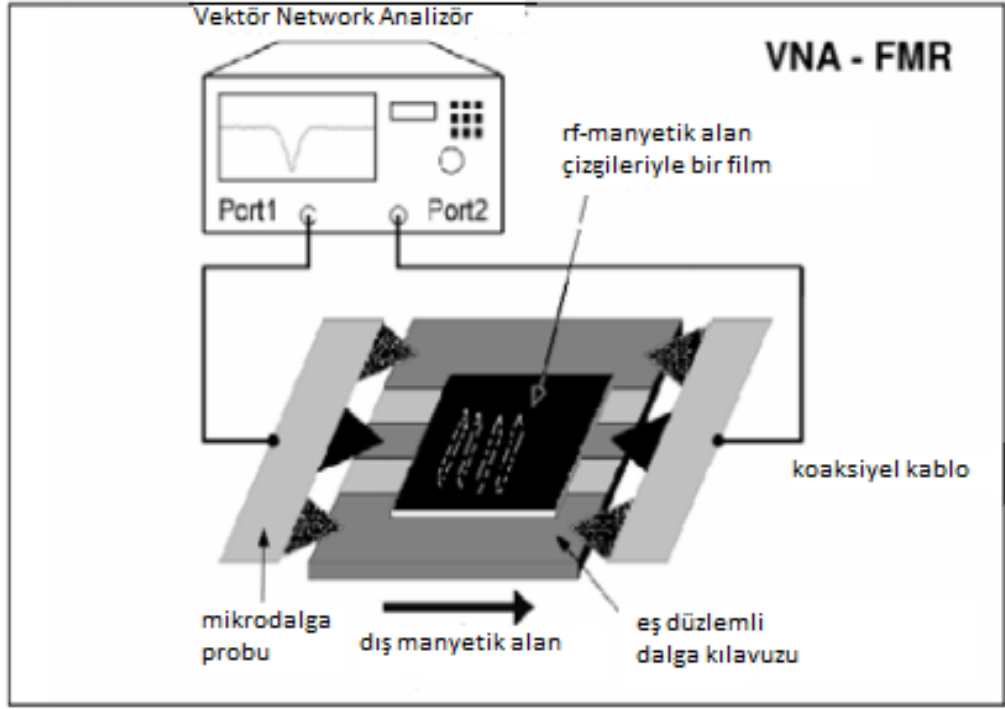 Vektör Network Analizör
VNA - FMR
rf-manyetik alan
çizgileriyle bir film
Port1
Port2
koaksiyel kablo
mikrodalga
probu
dış manyetik alan
eş düzlemli
dalga kılavuzu